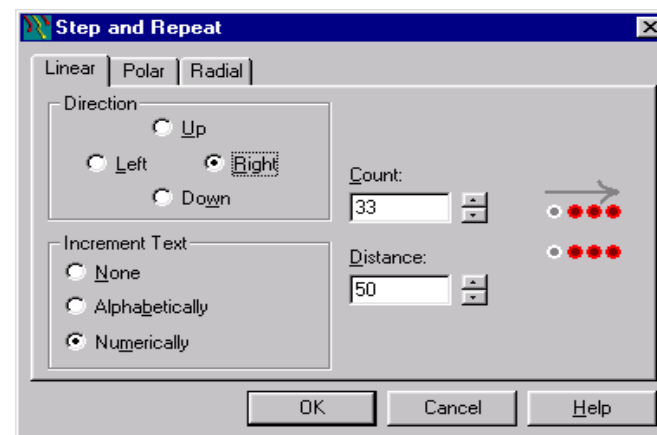 Step and Repeat
Linear Polar Radial
Direction
Up
Left Right
Down
Increment Text
None
Alphabetically
Numerically
Count:
33
Distance:
50
OK Cancel Help